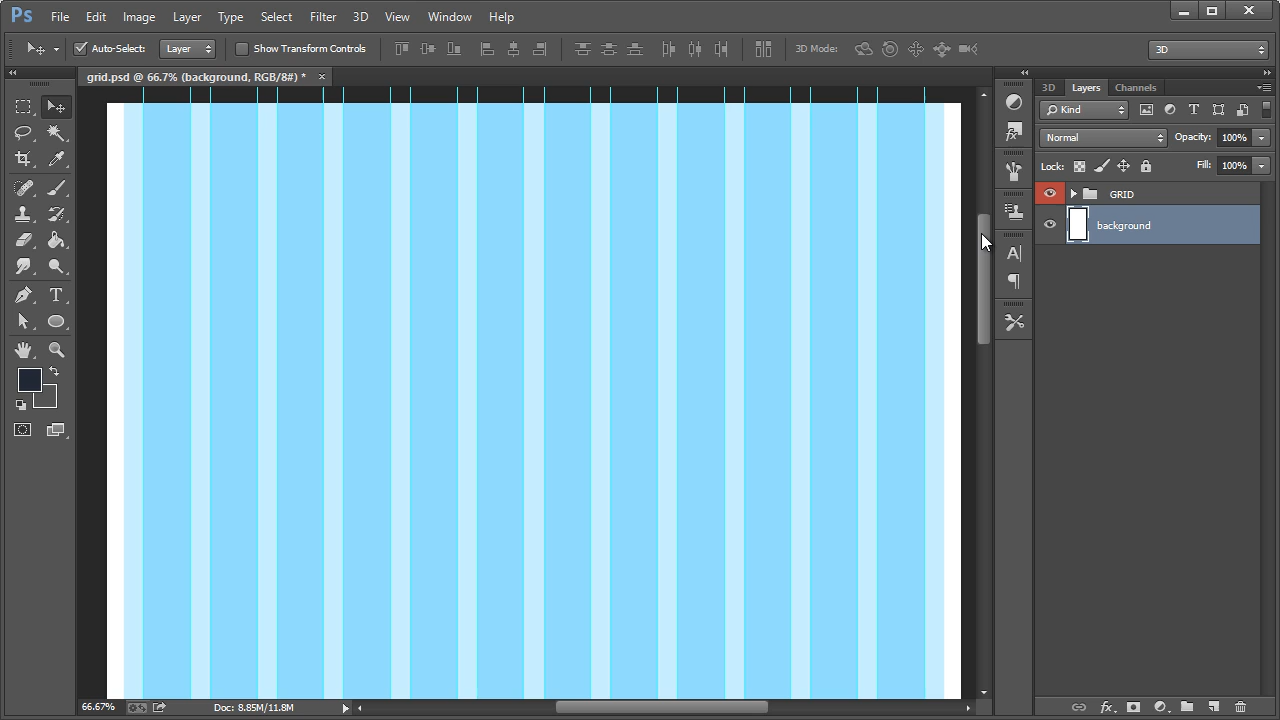 Ps File Edit Image Layer Type Select Filter 3D View Window Help
Auto-Select: Layer Show Transform Controls 3D Mode: 3D
grid.psd @ 66.7% (background, RGB/8#) * ×
3D Layers Channels
Kind T
Normal Opacity: 100%
Lock: Fill: 100%
GRID
background
66.67% Doc: 8.85M/11.8M